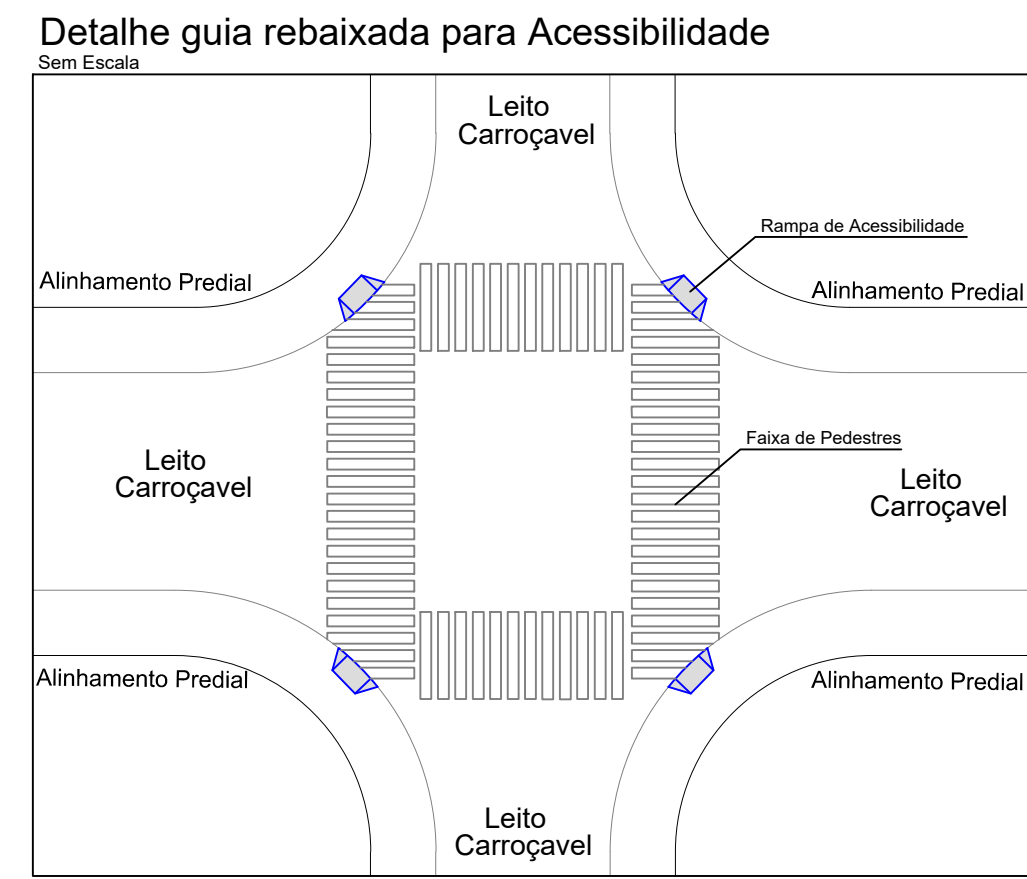 Detalhe guia rebaixada para Acessibilidade
Sem Escala
Leito
Carroçavel
Rampa de Acessibilidade
Alinhamento Predial
Alinhamento Predial
Faixa de Pedestres
Leito
Carroçavel
Leito
Carroçavel
Alinhamento Predial
Alinhamento Predial
Leito
Carroçavel